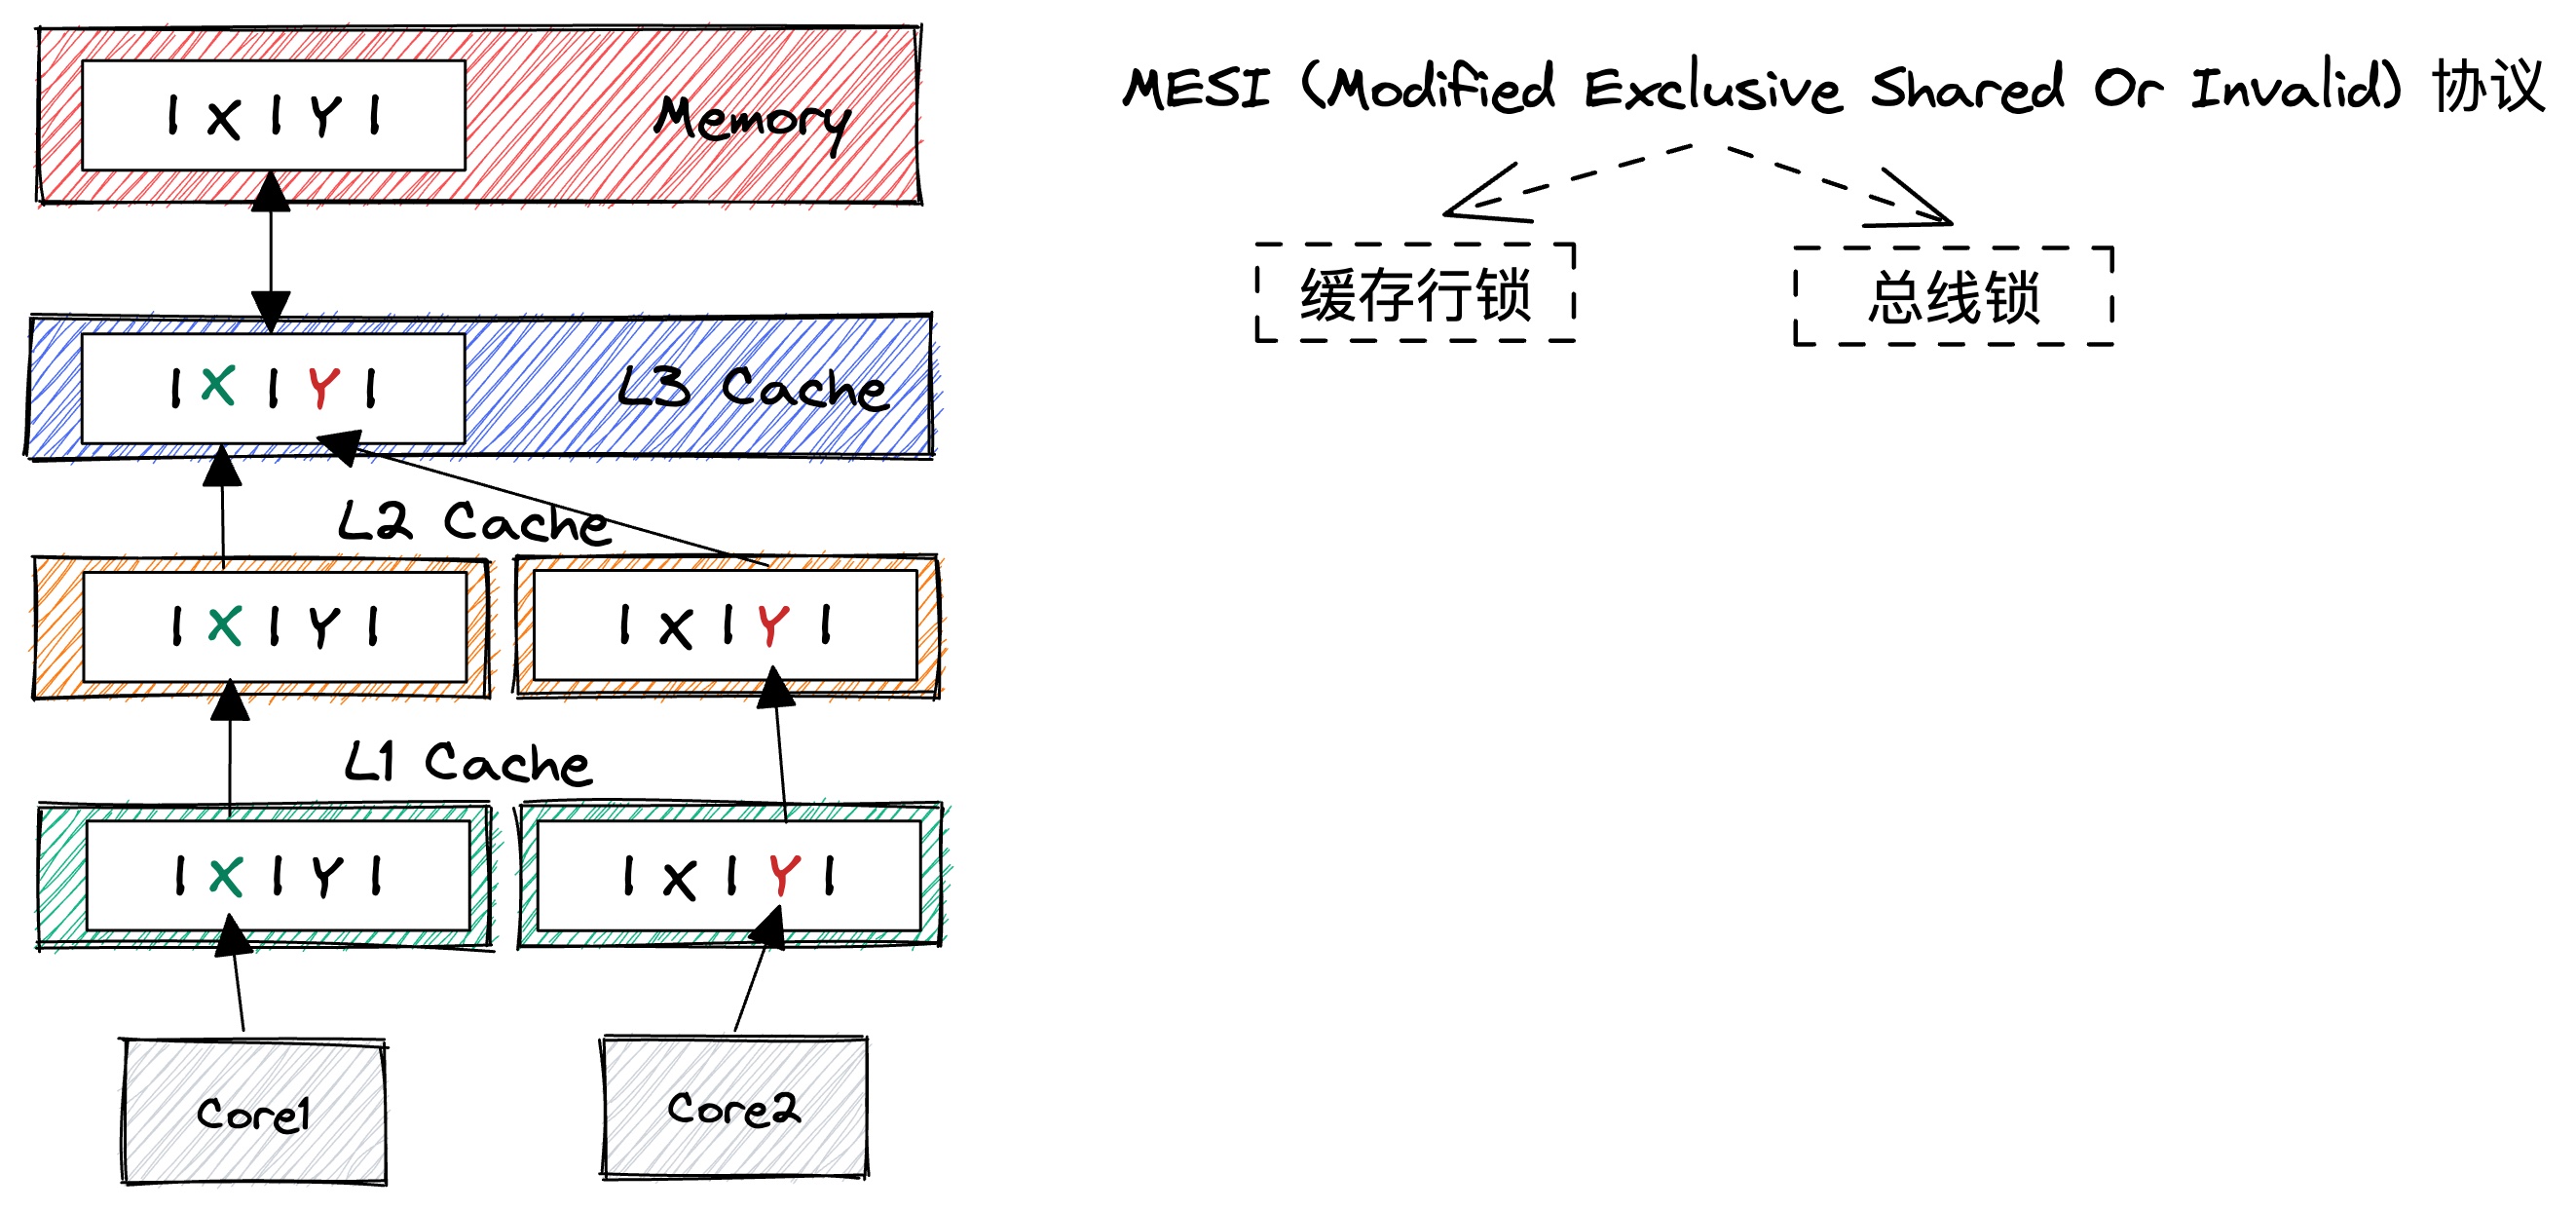 | X | Y |
Memory
| X | Y |
L3 Cache
L2 Cache
| X | Y |
| X | Y |
L1 Cache
| X | Y |
| X | Y |
Core1
Core2
MESI (Modified Exclusive Shared Or Invalid) 协议
缓存行锁
总线锁